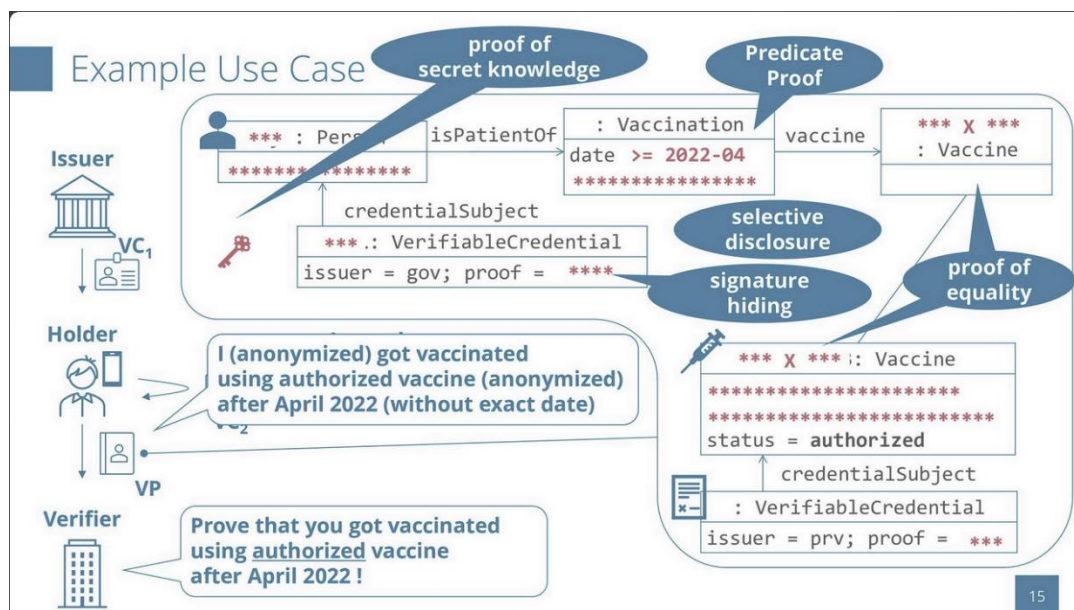 Example Use Case
proof of
secret knowledge
Predicate
Proof
*** : Person
***************
isPatientOf
: Vaccination
date >= 2022-04
****************
vaccine
*** X ***
: Vaccine
Issuer
VC1
credentialSubject
***.: VerifiableCredential
issuer = gov; proof = ****
selective
disclosure
signature
hiding
proof of
equality
Holder
I (anonymized) got vaccinated
using authorized vaccine (anonymized)
after April 2022 (without exact date)
VC2
VP
*** X *** : Vaccine
**********************
*************************
status = authorized
credentialSubject
: VerifiableCredential
issuer = prv; proof = ***
Verifier
Prove that you got vaccinated
using authorized vaccine
after April 2022 !
15